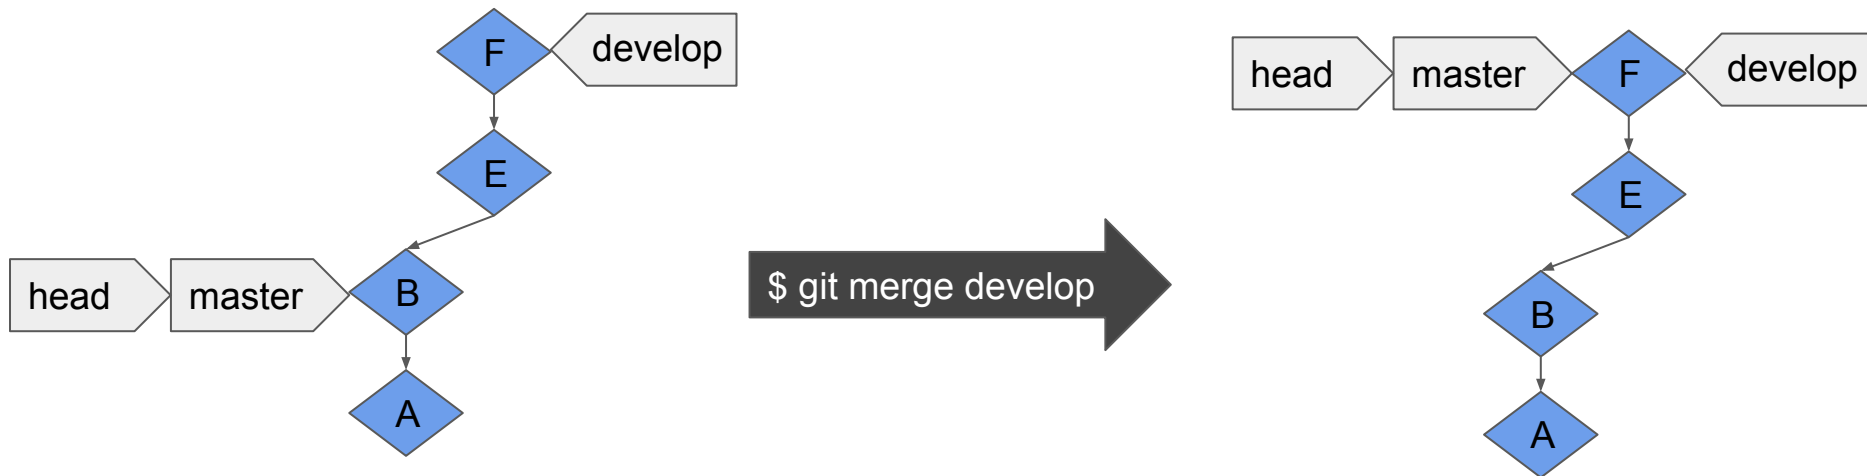 F
develop
E
head
master
B
A
$ git merge develop
head
master
F
develop
E
B
A